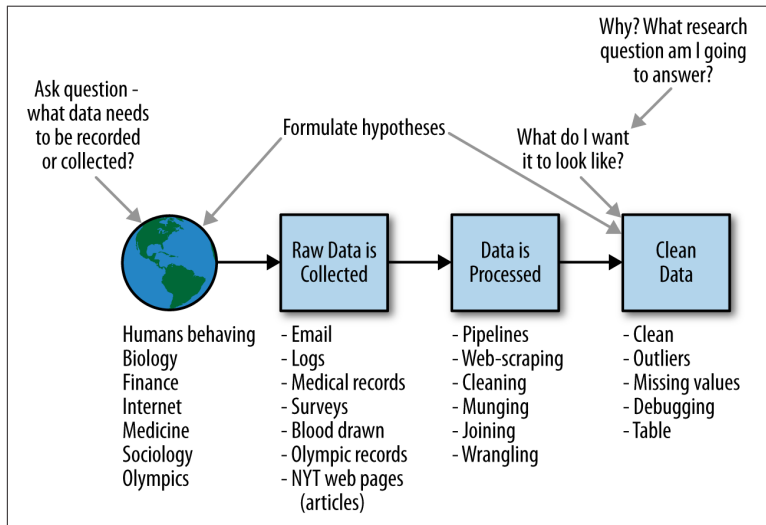 Why? What research
question am I going
to answer?
Ask question -
what data needs
to be recorded
or collected?
Formulate hypotheses
What do I want
it to look like?
Raw Data is
Collected
Data is
Processed
Clean
Data
Humans behaving
Biology
Finance
Internet
Medicine
Sociology
Olympics
- Email
- Logs
- Medical records
- Surveys
- Blood drawn
- Olympic records
- NYT web pages
(articles)
- Pipelines
- Web-scraping
- Cleaning
- Munging
- Joining
- Wrangling
- Clean
- Outliers
- Missing values
- Debugging
- Table